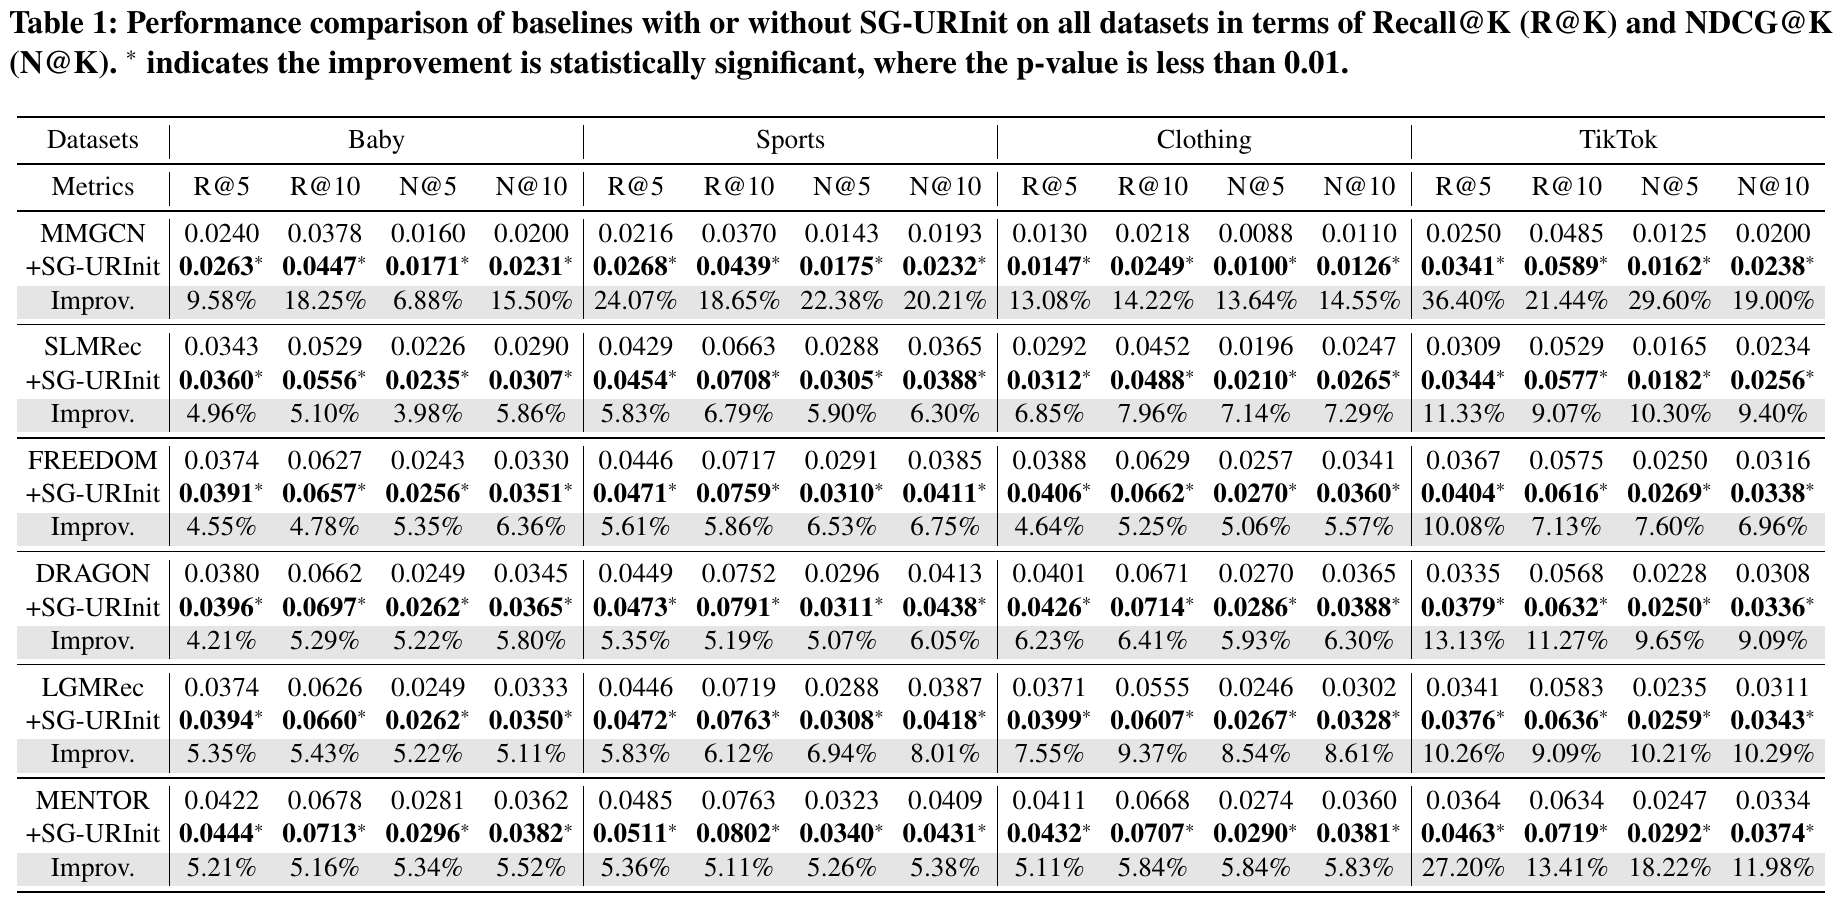 Table 1: Performance comparison of baselines with or without SG-URInit on all datasets in terms of Recall@K (R@K) and NDCG@K
(N@K). * indicates the improvement is statistically significant, where the p-value is less than 0.01.
Datasets Baby Sports Clothing TikTok
Metrics R@5 R@10 N@5 N@10 R@5 R@10 N@5 N@10 R@5 R@10 N@5 N@10 R@5 R@10 N@5 N@10
MMGCN 0.0240 0.0378 0.0160 0.0200 0.0216 0.0370 0.0143 0.0193 0.0130 0.0218 0.0088 0.0110 0.0250 0.0485 0.0125 0.0200
+SG-URInit 0.0263* 0.0447* 0.0171* 0.0231* 0.0268* 0.0439* 0.0175* 0.0232* 0.0147* 0.0249* 0.0100* 0.0126* 0.0341* 0.0589* 0.0162* 0.0238*
Improv. 9.58% 18.25% 6.88% 15.50% 24.07% 18.65% 22.38% 20.21% 13.08% 14.22% 13.64% 14.55% 36.40% 21.44% 29.60% 19.00%
SLMRec 0.0343 0.0529 0.0226 0.0290 0.0429 0.0663 0.0288 0.0365 0.0292 0.0452 0.0196 0.0247 0.0309 0.0529 0.0165 0.0234
+SG-URInit 0.0360* 0.0556* 0.0235* 0.0307* 0.0454* 0.0708* 0.0305* 0.0388* 0.0312* 0.0488* 0.0210* 0.0265* 0.0344* 0.0577* 0.0182* 0.0256*
Improv. 4.96% 5.10% 3.98% 5.86% 5.83% 6.79% 5.90% 6.30% 6.85% 7.96% 7.14% 7.29% 11.33% 9.07% 10.30% 9.40%
FREEDOM 0.0374 0.0627 0.0243 0.0330 0.0446 0.0717 0.0291 0.0385 0.0388 0.0629 0.0257 0.0341 0.0367 0.0575 0.0250 0.0316
+SG-URInit 0.0391* 0.0657* 0.0256* 0.0351* 0.0471* 0.0759* 0.0310* 0.0411* 0.0406* 0.0662* 0.0270* 0.0360* 0.0404* 0.0616* 0.0269* 0.0338*
Improv. 4.55% 4.78% 5.35% 6.36% 5.61% 5.86% 6.53% 6.75% 4.64% 5.25% 5.06% 5.57% 10.08% 7.13% 7.60% 6.96%
DRAGON 0.0380 0.0662 0.0249 0.0345 0.0449 0.0752 0.0296 0.0413 0.0401 0.0671 0.0270 0.0365 0.0335 0.0568 0.0228 0.0308
+SG-URInit 0.0396* 0.0697* 0.0262* 0.0365* 0.0473* 0.0791* 0.0311* 0.0438* 0.0426* 0.0714* 0.0286* 0.0388* 0.0379* 0.0632* 0.0250* 0.0336*
Improv. 4.21% 5.29% 5.22% 5.80% 5.35% 5.19% 5.07% 6.05% 6.23% 6.41% 5.93% 6.30% 13.13% 11.27% 9.65% 9.09%
LGMRec 0.0374 0.0626 0.0249 0.0333 0.0446 0.0719 0.0288 0.0387 0.0371 0.0555 0.0246 0.0302 0.0341 0.0583 0.0235 0.0311
+SG-URInit 0.0394* 0.0660* 0.0262* 0.0350* 0.0472* 0.0763* 0.0308* 0.0418* 0.0399* 0.0607* 0.0267* 0.0328* 0.0376* 0.0636* 0.0259* 0.0343*
Improv. 5.35% 5.43% 5.22% 5.11% 5.83% 6.12% 6.94% 8.01% 7.55% 9.37% 8.54% 8.61% 10.26% 9.09% 10.21% 10.29%
MENTOR 0.0422 0.0678 0.0281 0.0362 0.0485 0.0763 0.0323 0.0409 0.0411 0.0668 0.0274 0.0360 0.0364 0.0634 0.0247 0.0334
+SG-URInit 0.0444* 0.0713* 0.0296* 0.0382* 0.0511* 0.0802* 0.0340* 0.0431* 0.0432* 0.0707* 0.0290* 0.0381* 0.0463* 0.0719* 0.0292* 0.0374*
Improv. 5.21% 5.16% 5.34% 5.52% 5.36% 5.11% 5.26% 5.38% 5.11% 5.84% 5.84% 5.83% 27.20% 13.41% 18.22% 11.98%